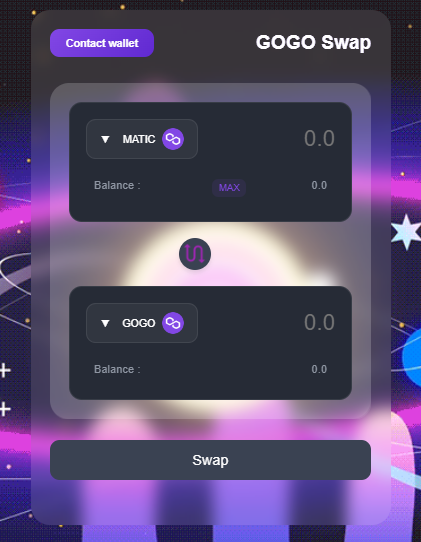 Contact wallet
GOGO Swap
MATIC
0.0
Balance :
MAX
0.0
GOGO
0.0
Balance :
0.0
Swap